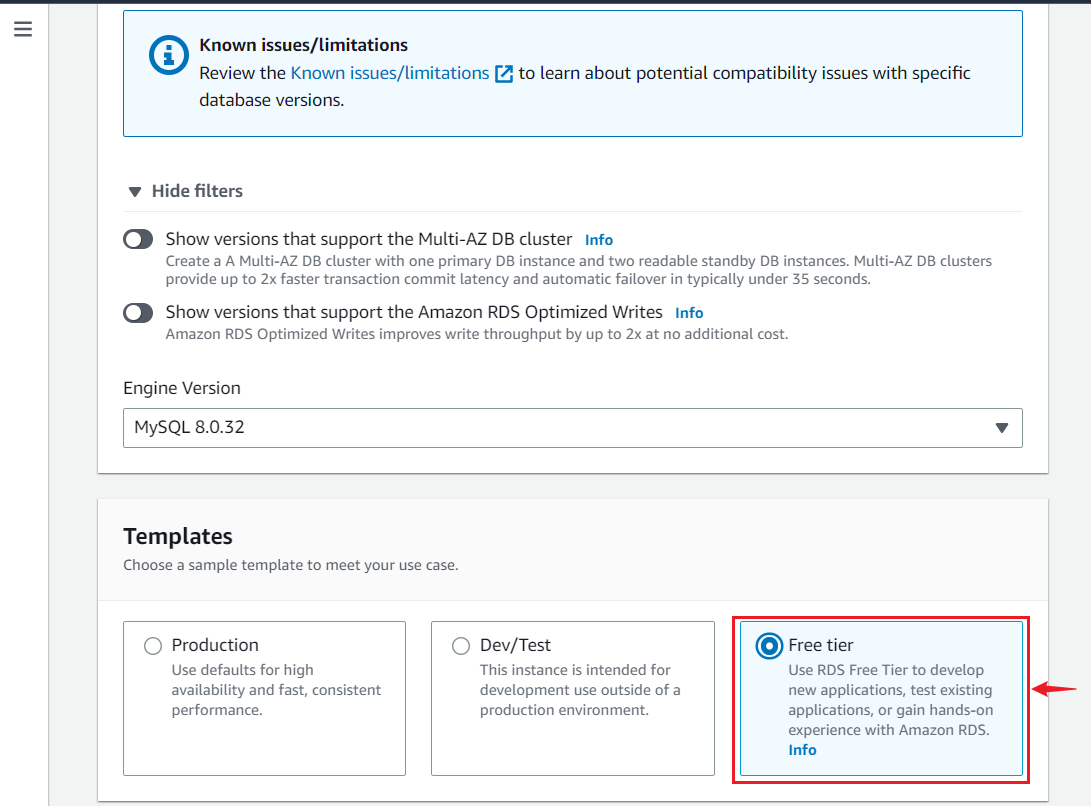 Known issues/limitations
Review the Known issues/limitations to learn about potential compatibility issues with specific
database versions.
Hide filters
Show versions that support the Multi-AZ DB cluster Info
Create a A Multi-AZ DB cluster with one primary DB instance and two readable standby DB instances. Multi-AZ DB clusters
provide up to 2x faster transaction commit latency and automatic failover in typically under 35 seconds.
Show versions that support the Amazon RDS Optimized Writes Info
Amazon RDS Optimized Writes improves write throughput by up to 2x at no additional cost.
Engine Version
MySQL 8.0.32
Templates
Choose a sample template to meet your use case.
Production
Use defaults for high
availability and fast, consistent
performance.
Dev/Test
This instance is intended for
development use outside of a
production environment.
Free tier
Use RDS Free Tier to develop
new applications, test existing
applications, or gain hands-on
experience with Amazon RDS.
Info